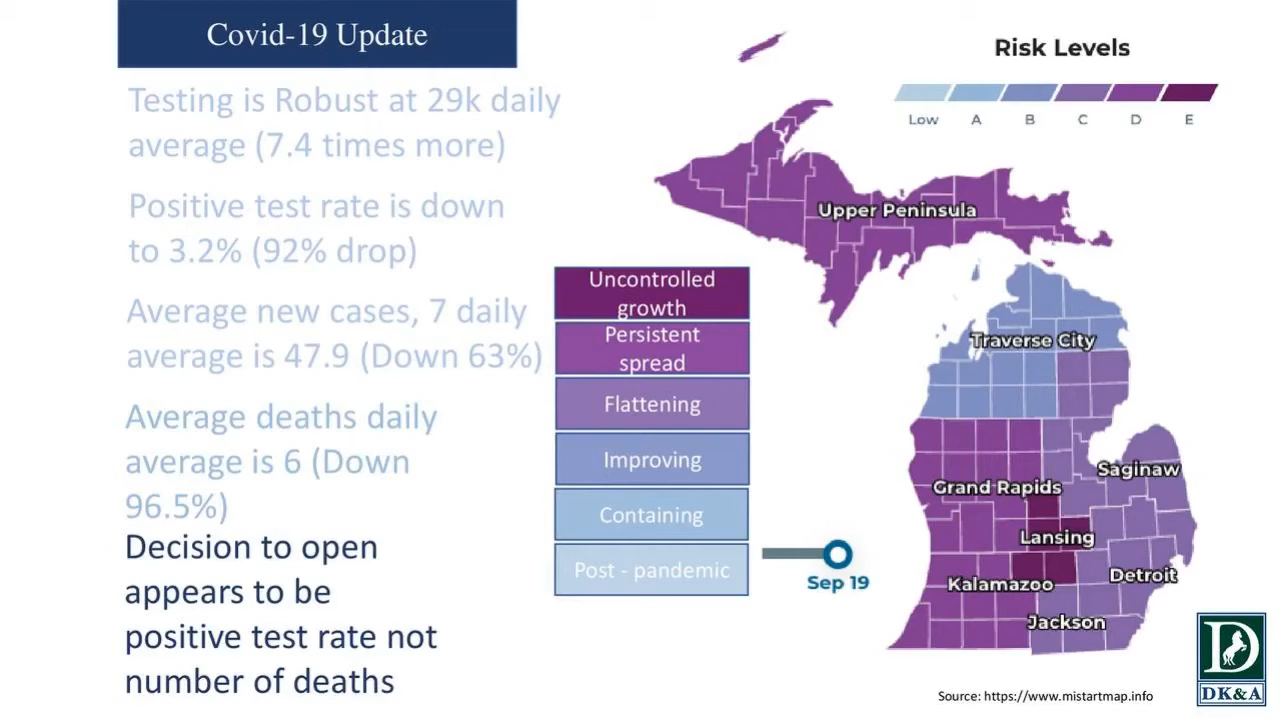 Covid-19 Update
Testing is Robust at 29k daily
average (7.4 times more)
Positive test rate is down
to 3.2% (92% drop)
Average new cases, 7 daily
average is 47.9 (Down 63%)
Average deaths daily
average is 6 (Down
96.5%)
Decision to open
appears to be
positive test rate not
number of deaths
Uncontrolled
growth
Persistent
spread
Flattening
Improving
Containing
Post - pandemic
Sep 19
Risk Levels
Low A B C D E
Upper Peninsula
Traverse City
Saginaw
Grand Rapids
Lansing
Detroit
Kalamazoo
Jackson
Source: https://www.mistartmap.info
D
DK&A